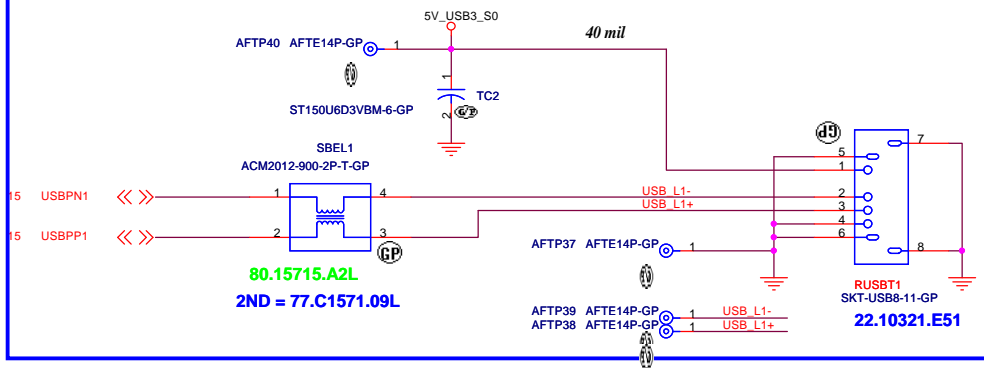 5V_USB3_S0
AFTP40 AFTE14P-GP 1
40 mil
1
TC2
ST150U6D3VBM-6-GP
2 G/P
SBEL1
ACM2012-900-2P-T-GP
GP
5 7
1
15 USBPN1 1 4 USB_L1- 2
USB_L1+ 3
4
15 USBPP1 2 3 6
GP
AFTP37 AFTE14P-GP 1 8
80.15715.A2L
2ND = 77.C1571.09L
RUSBT1
SKT-USB8-11-GP
22.10321.E51
AFTP39 AFTE14P-GP 1 USB_L1-
AFTP38 AFTE14P-GP 1 USB_L1+